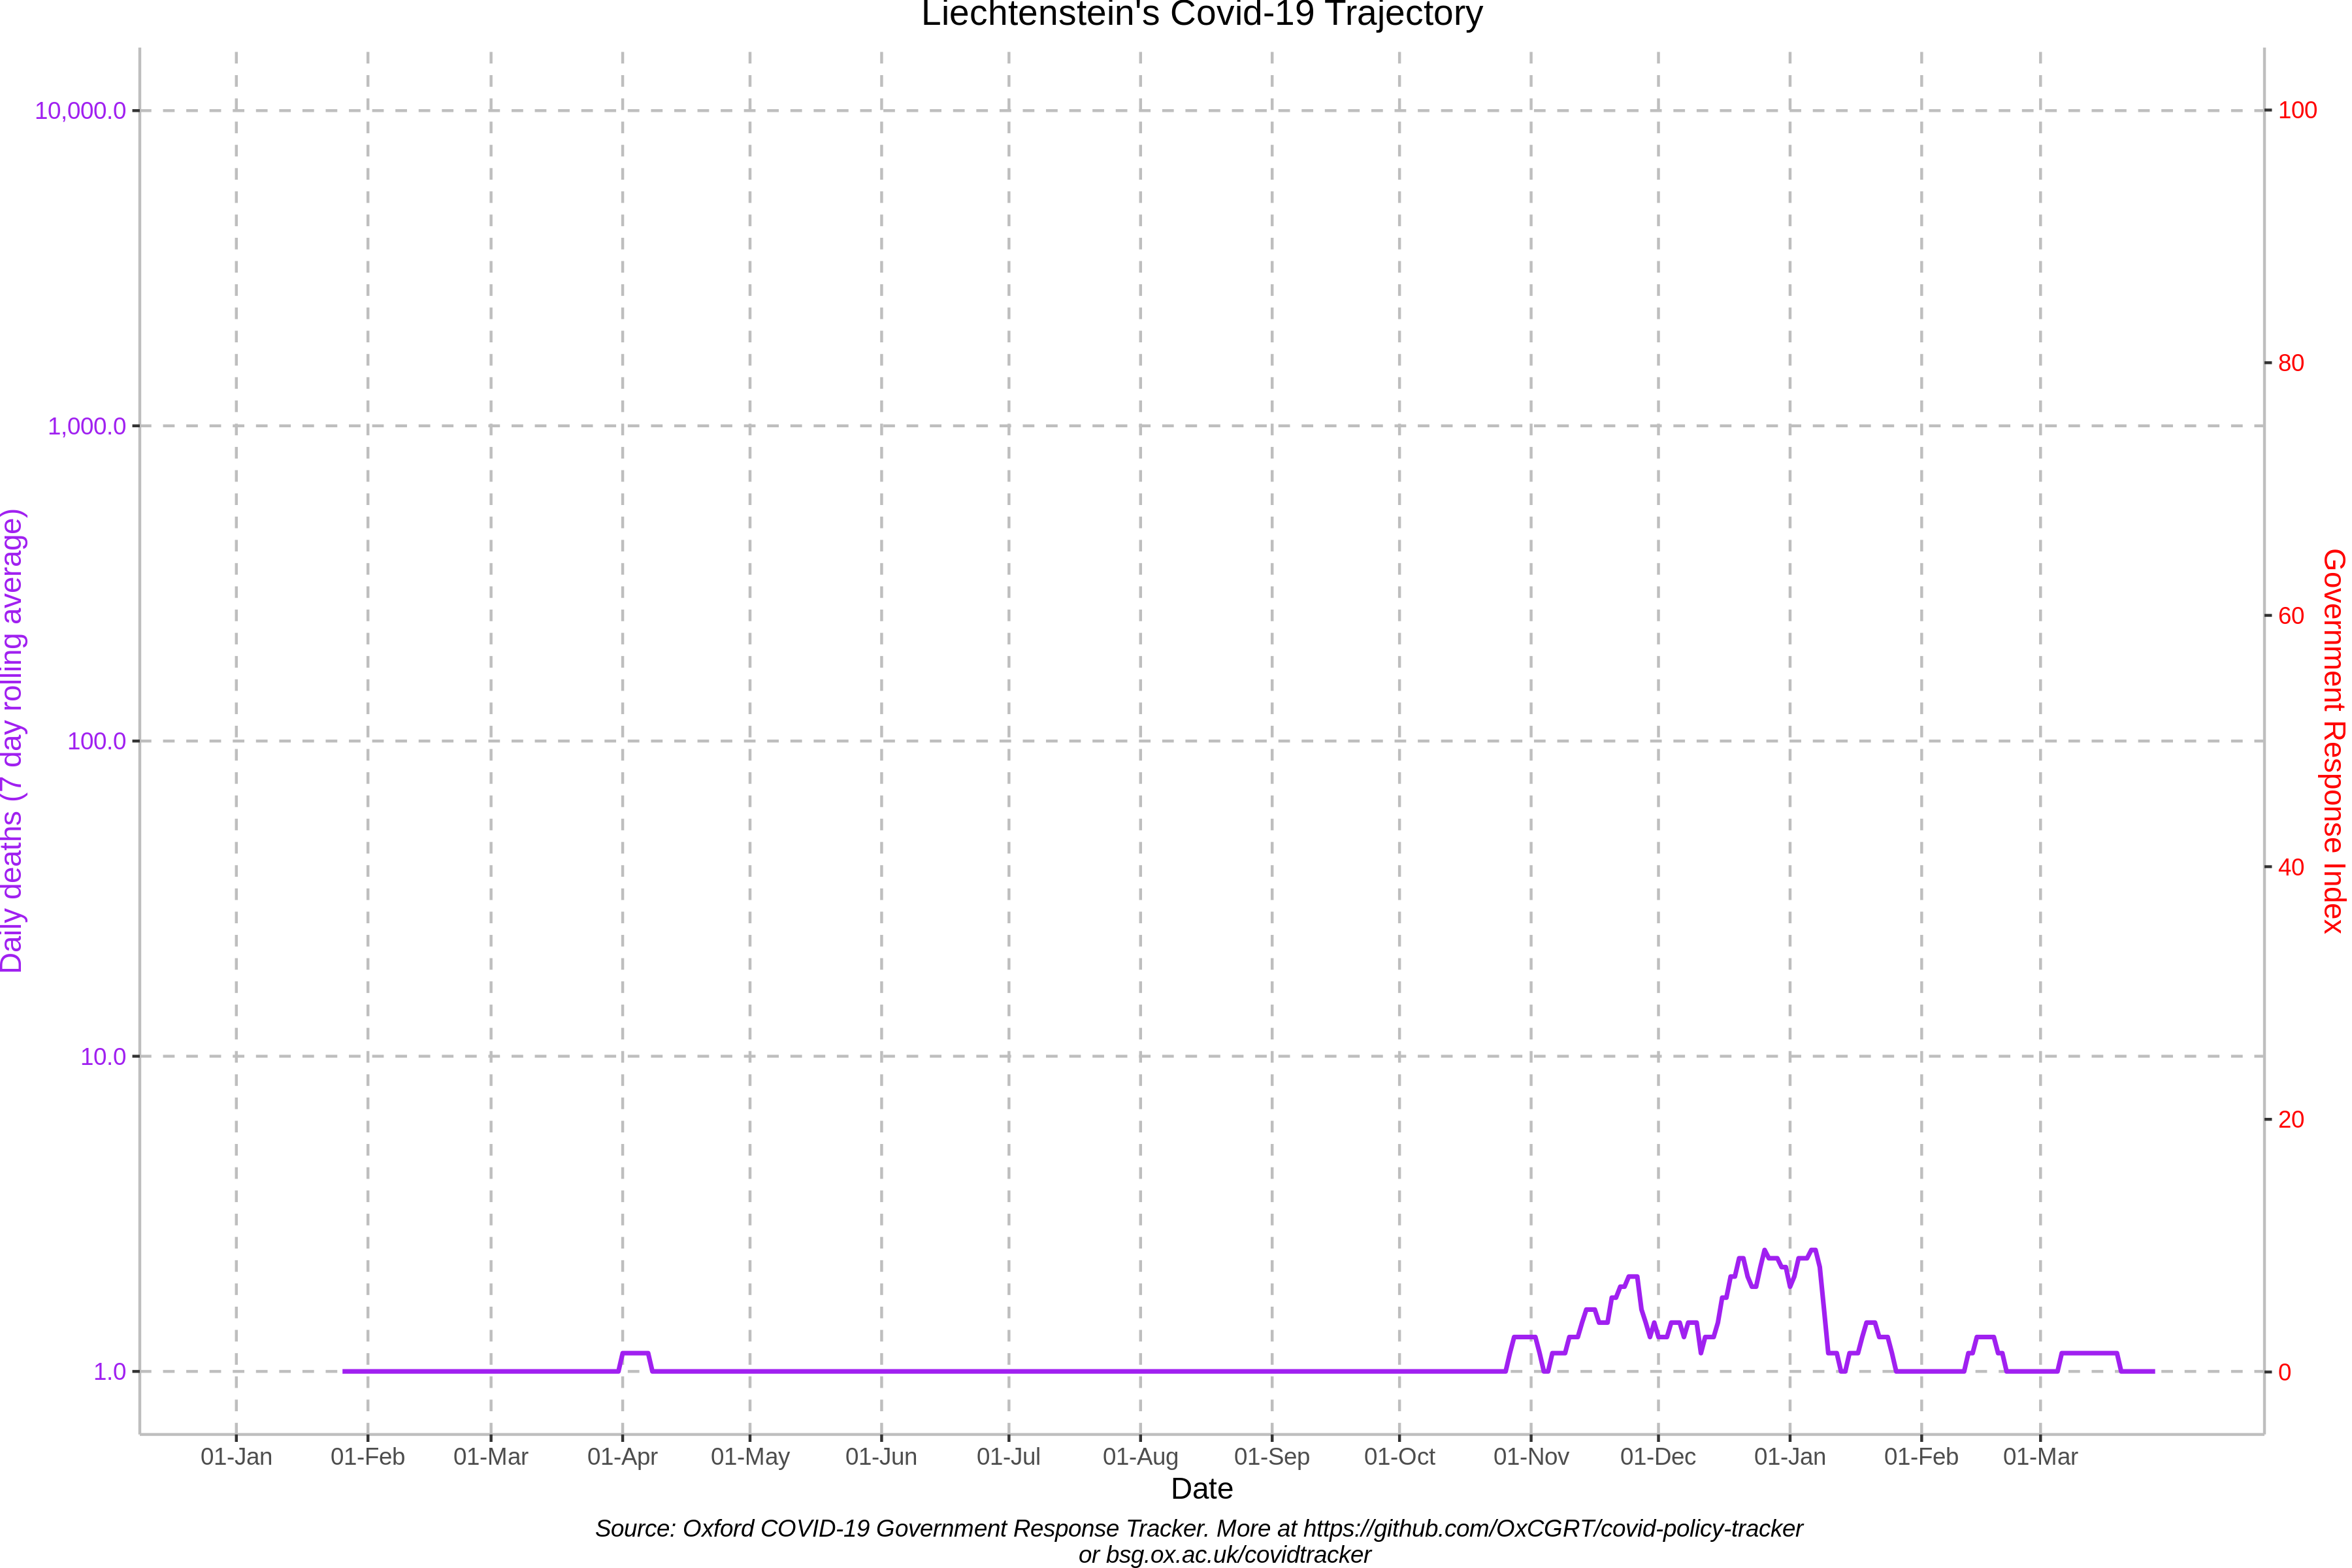 Liechtenstein's Covid-19 Trajectory
10,000.0
1,000.0
100.0
10.0
1.0
Daily deaths (7 day rolling average)
100
80
60
40
20
0
Government Response Index
01-Jan 01-Feb 01-Mar 01-Apr 01-May 01-Jun 01-Jul 01-Aug 01-Sep 01-Oct 01-Nov 01-Dec 01-Jan 01-Feb 01-Mar
Date
Source: Oxford COVID-19 Government Response Tracker. More at https://github.com/OxCGRT/covid-policy-tracker
or bsg.ox.ac.uk/covidtracker